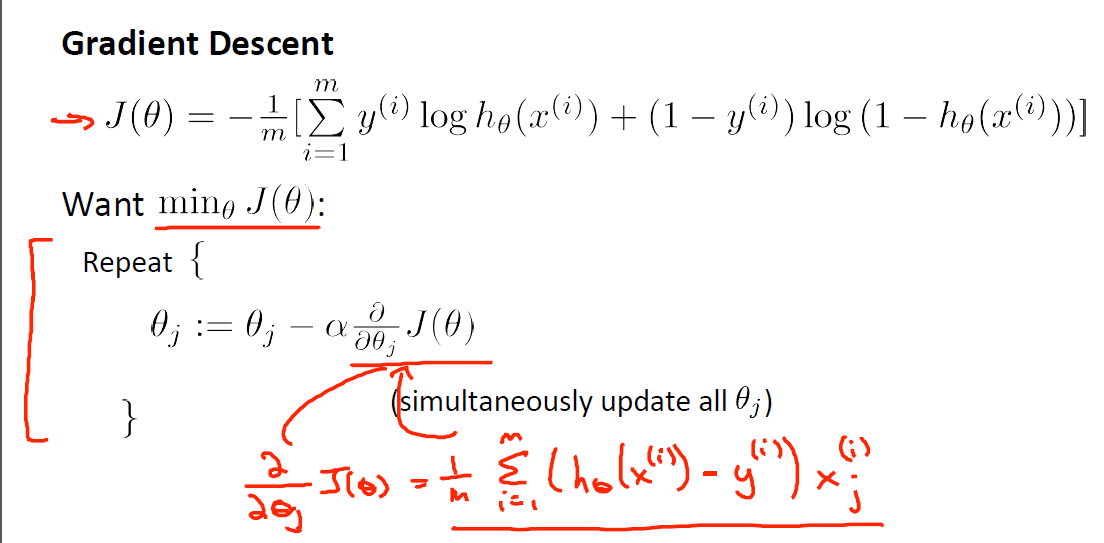 Gradient Descent
→ J(θ) = −1/m[∑_{i=1}^{m} y^{(i)} log h_θ(x^{(i)}) + (1 − y^{(i)}) log (1 − h_θ(x^{(i)}))]
Want min_θ J(θ):
Repeat {
θ_j := θ_j − α ∂/∂θ_j J(θ)
(simultaneously update all θ_j)
}
∂/∂θ_j J(θ) = 1/m ∑_{i=1}^{m} (h_θ(x^{(i)}) − y^{(i)}) x_j^{(i)}